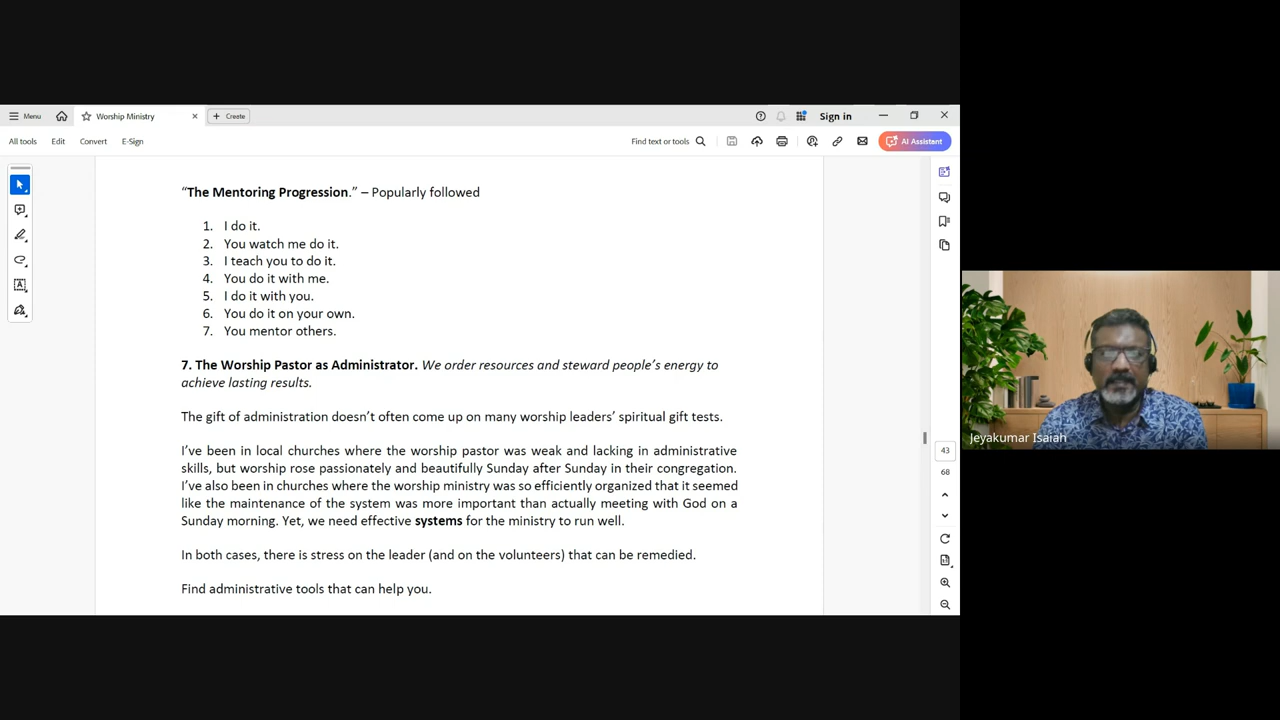 Menu
Worship Ministry
Create
Sign in
All tools
Edit
Convert
E-Sign
Find text or tools
AI Assistant
“The Mentoring Progression.” – Popularly followed
1. I do it.
2. You watch me do it.
3. I teach you to do it.
4. You do it with me.
5. I do it with you.
6. You do it on your own.
7. You mentor others.
7. The Worship Pastor as Administrator. We order resources and steward people’s energy to
achieve lasting results.
The gift of administration doesn’t often come up on many worship leaders’ spiritual gift tests.
I’ve been in local churches where the worship pastor was weak and lacking in administrative
skills, but worship rose passionately and beautifully Sunday after Sunday in their congregation.
I’ve also been in churches where the worship ministry was so efficiently organized that it seemed
like the maintenance of the system was more important than actually meeting with God on a
Sunday morning. Yet, we need effective systems for the ministry to run well.
In both cases, there is stress on the leader (and on the volunteers) that can be remedied.
Find administrative tools that can help you.
43
68
Jeyakumar Isaiah